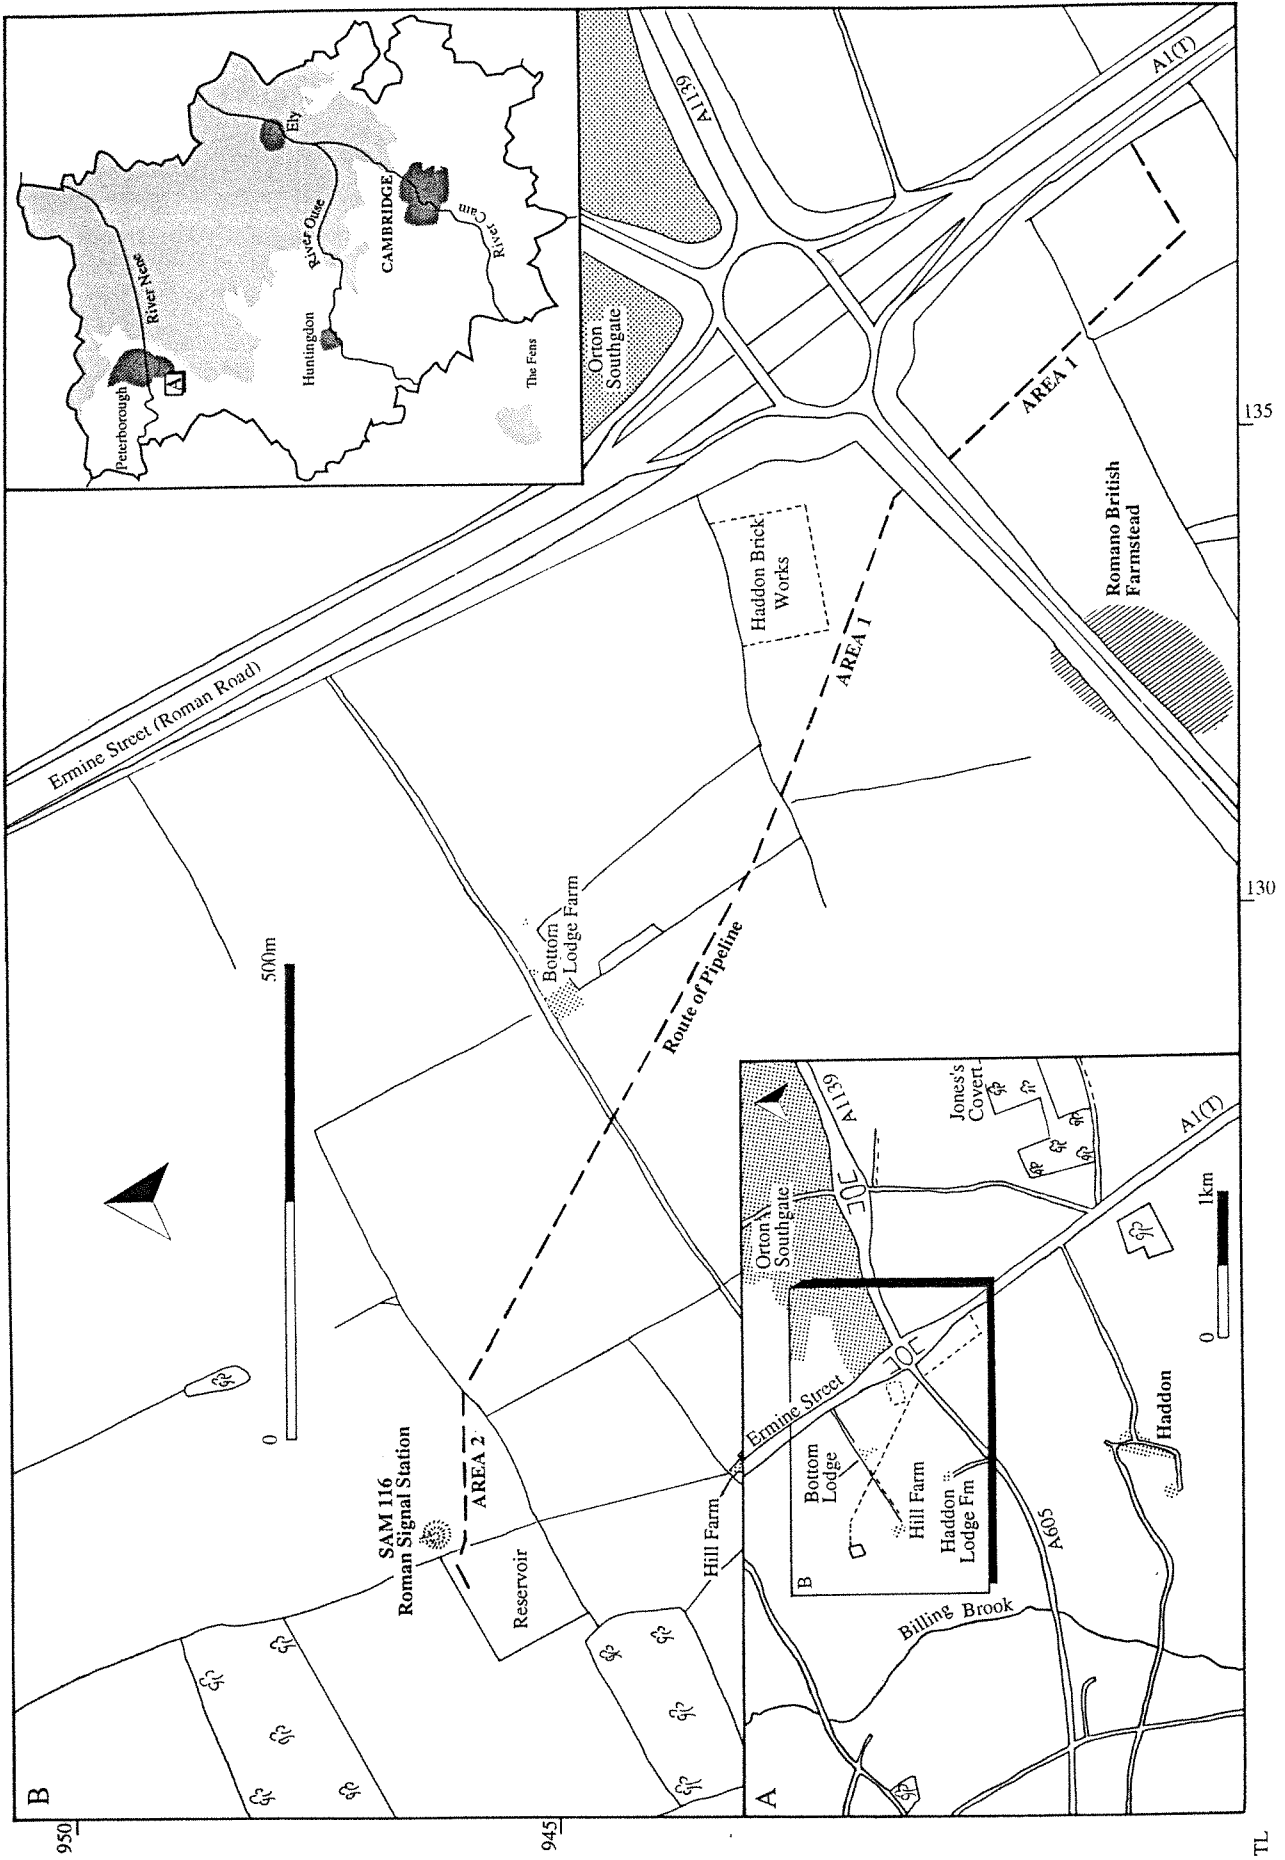 B
950
945
TL
130
135
SAM 116
Roman Signal Station
AREA 2
Reservoir
Hill Farm
0
500m
Ermine Street (Roman Road)
Bottom
Lodge Farm
Route of Pipeline
Haddon Brick
Works
AREA 1
AREA 1
Romano British
Farmstead
Orton
Southgate
A1139
A1(T)
Peterborough
A
River Nene
Huntingdon
River Ouse
Ely
CAMBRIDGE
River Cam
The Fens
A
B
Orton
Southgate
A1139
Jones's
Covert
A1(T)
Ermine Street
Bottom
Lodge
Hill Farm
Haddon
Lodge Fm
A605
Billing Brook
Haddon
0
1km